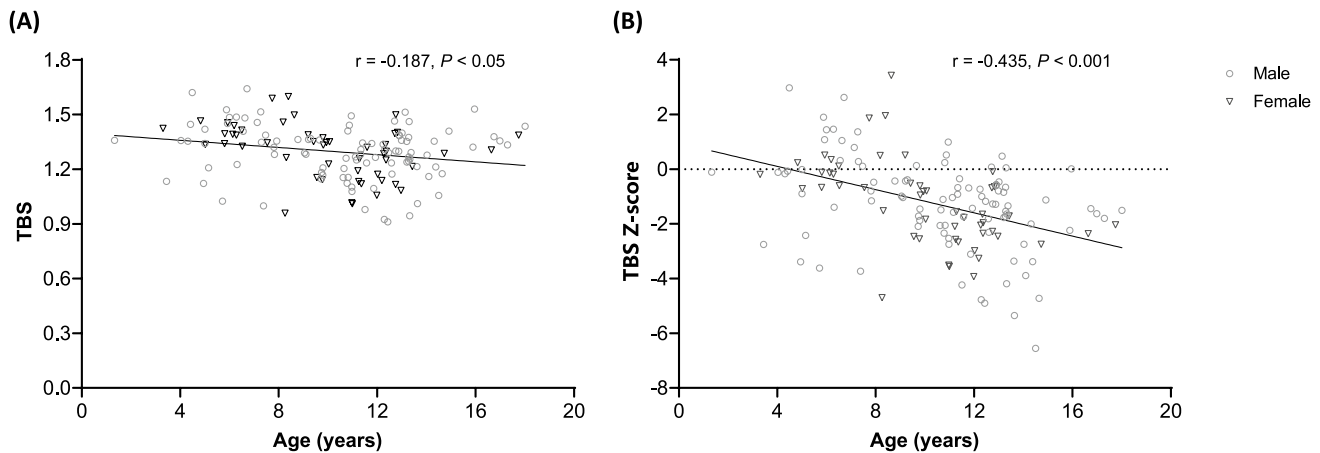 (A)
r = -0.187, P < 0.05
1.8
1.5
1.2
0.9
0.6
0.3
0.0
TBS
0 4 8 12 16 20
Age (years)
(B)
r = -0.435, P < 0.001
4
2
0
-2
-4
-6
-8
TBS Z-score
0 4 8 12 16 20
Age (years)
Male
Female